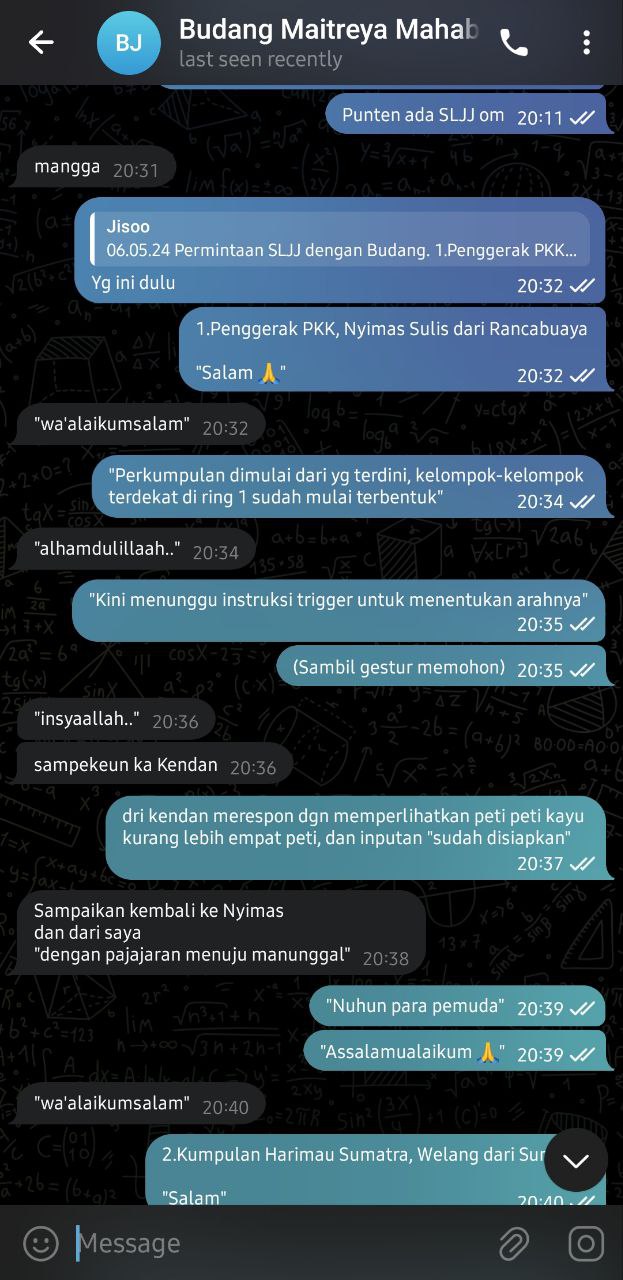 BJ
Budang Maitreya Mahab
last seen recently
Punten ada SLJJ om 20:11
mangga 20:31
Jisoo
06.05.24 Permintaan SLJJ dengan Budang. 1.Penggerak PKK...
Yg ini dulu 20:32
1.Penggerak PKK, Nyimas Sulis dari Rancabuaya
"Salam 🙏" 20:32
"wa'alaikumsalam" 20:32
"Perkumpulan dimulai dari yg terdini, kelompok-kelompok
terdekat di ring 1 sudah mulai terbentuk" 20:34
"alhamdulillaah.." 20:34
"Kini menunggu instruksi trigger untuk menentukan arahnya"
20:35
(Sambil gestur memohon) 20:35
"insyaallah.." 20:36
sampekeun ka Kendan 20:36
dri kendan merespon dgn memperlihatkan peti peti kayu
kurang lebih empat peti, dan inputan "sudah disiapkan"
20:37
Sampaikan kembali ke Nyimas
dan dari saya
"dengan pajajaran menuju manunggal" 20:38
"Nuhun para pemuda" 20:39
"Assalamualaikum 🙏" 20:39
"wa'alaikumsalam" 20:40
2.Kumpulan Harimau Sumatra, Welang dari
"Salam" 20:40
Message